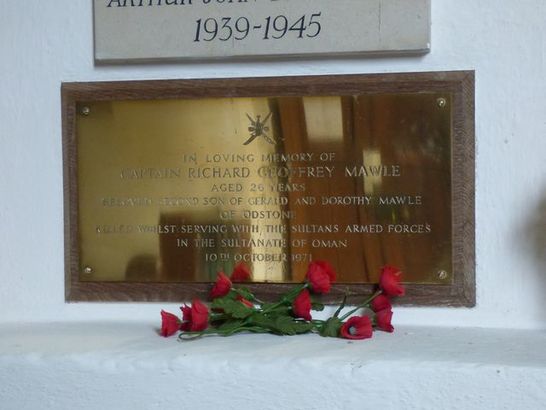 ARTHUR JOHN
1939-1945
IN LOVING MEMORY OF
CAPTAIN RICHARD GEOFFREY MAWLE
AGED 26 YEARS
BELOVED SECOND SON OF GERALD AND DOROTHY MAWLE
OF ODSTONE
KILLED WHILST SERVING WITH THE SULTANS ARMED FORCES
IN THE SULTANATE OF OMAN
10TH OCTOBER 1971